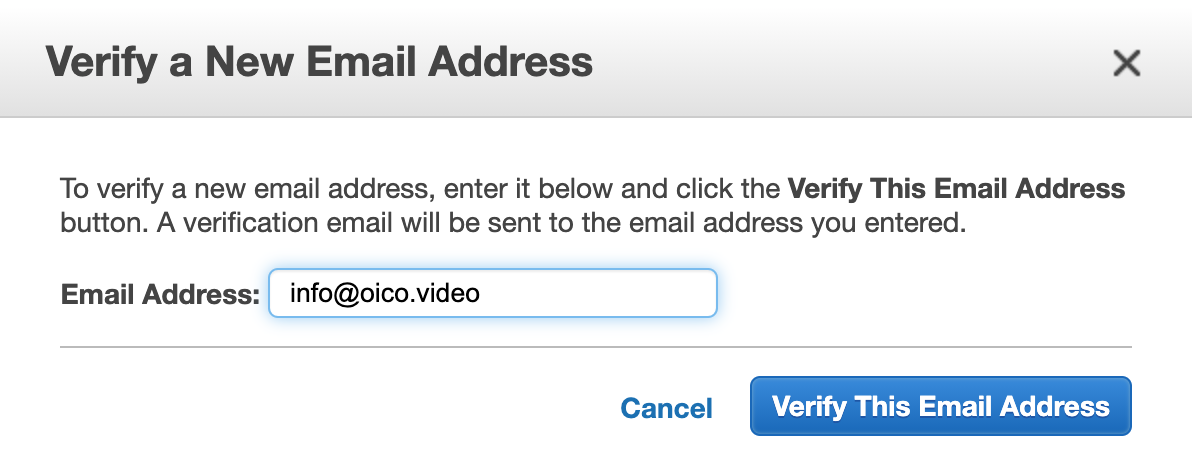 Verify a New Email Address
To verify a new email address, enter it below and click the Verify This Email Address
button. A verification email will be sent to the email address you entered.
Email Address: info@oico.video
Cancel Verify This Email Address